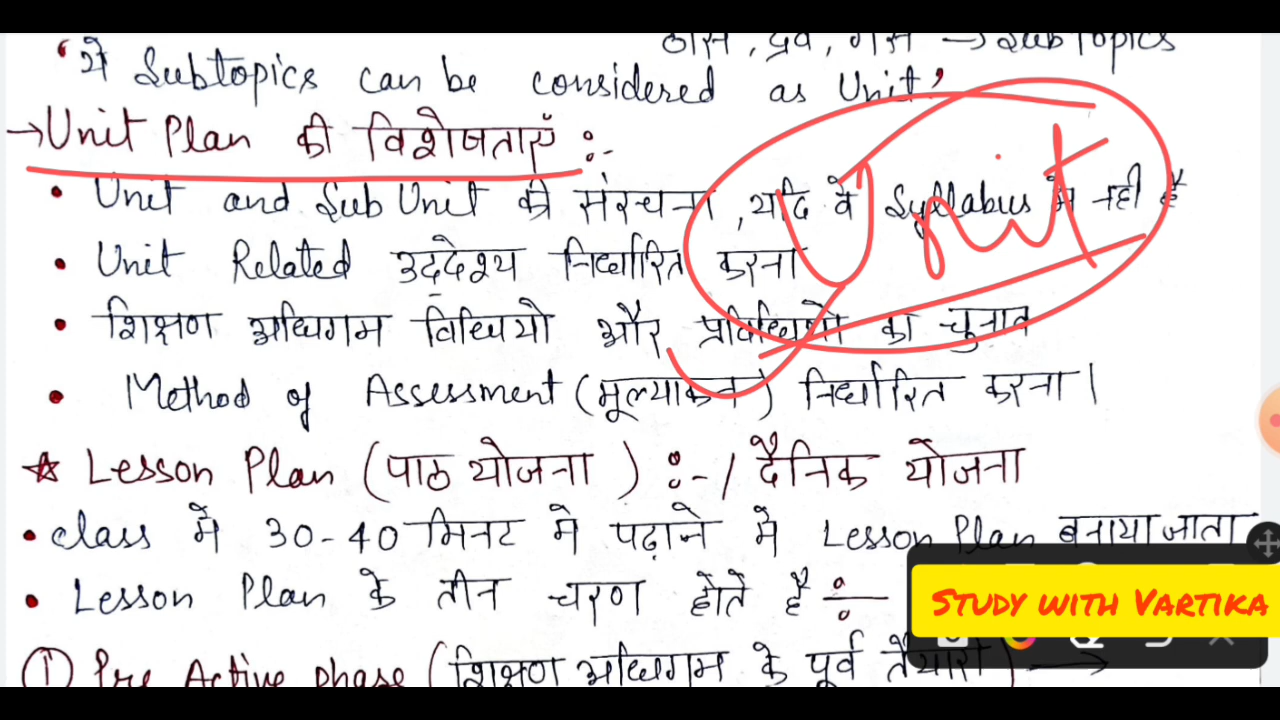 ठोस, द्रव, गैस → SubTopics
'ये Subtopics can be considered as Unit'
→Unit Plan की विशेषताएँ :-
• Unit and Sub Unit की संरचना, यदि वे Syllabus में नही हैं
Unit
• Unit Related उद्देश्य निर्धारित करना
• शिक्षण अधिगम विधियो और प्रविधियो का चुनाव
• Method of Assessment (मूल्याकन) निर्धारित करना।
☆ Lesson Plan (पाठ योजना) :- / दैनिक योजना
• class में 30-40 मिनट मे पढ़ाने मे Lesson Plan बनाया जाता
• Lesson Plan के तीन चरण होते हैं :-
STUDY WITH VARTIKA
① Pre Active phase (शिक्षण अधिगम के पूर्व तैयारी) →